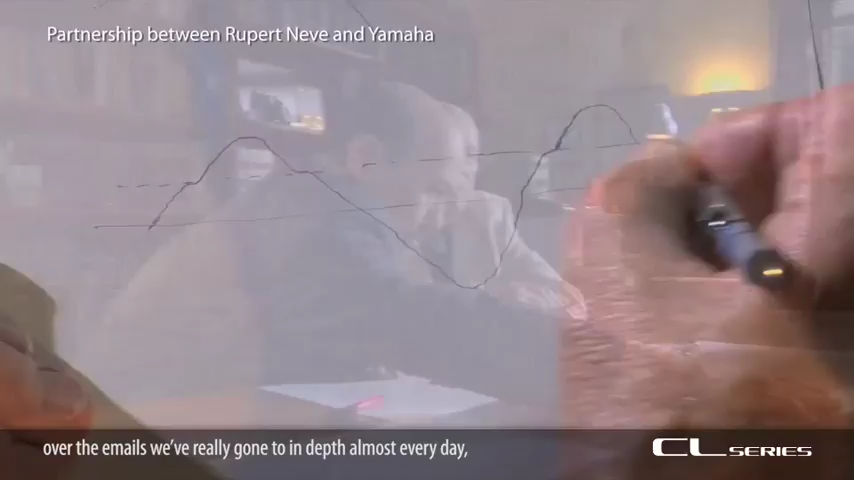 Partnership between Rupert Neve and Yamaha
over the emails we've really gone to in depth almost every day,
CL SERIES